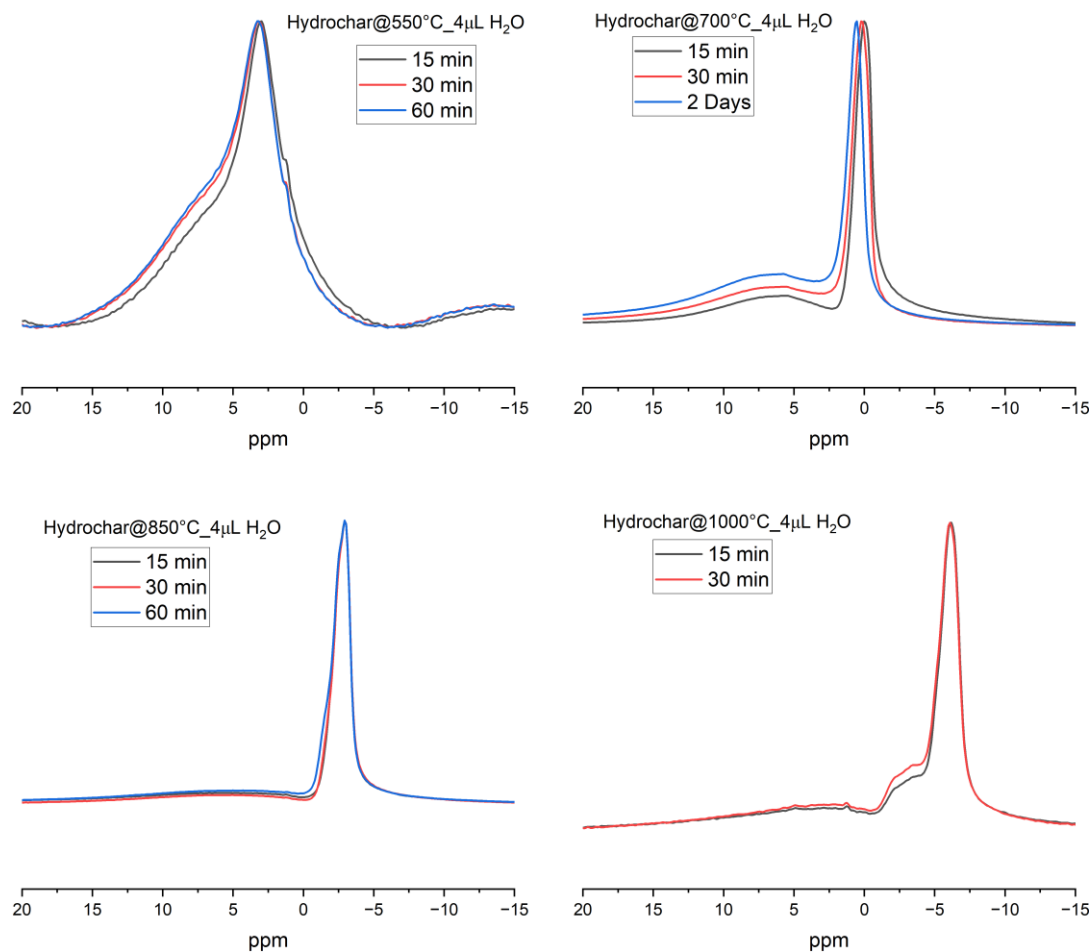 Hydrochar@550°C_4μL H₂O
15 min
30 min
60 min
20 15 10 5 0 −5 −10 −15
ppm
Hydrochar@700°C_4μL H₂O
15 min
30 min
2 Days
20 15 10 5 0 −5 −10 −15
ppm
Hydrochar@850°C_4μL H₂O
15 min
30 min
60 min
20 15 10 5 0 −5 −10 −15
ppm
Hydrochar@1000°C_4μL H₂O
15 min
30 min
20 15 10 5 0 −5 −10 −15
ppm